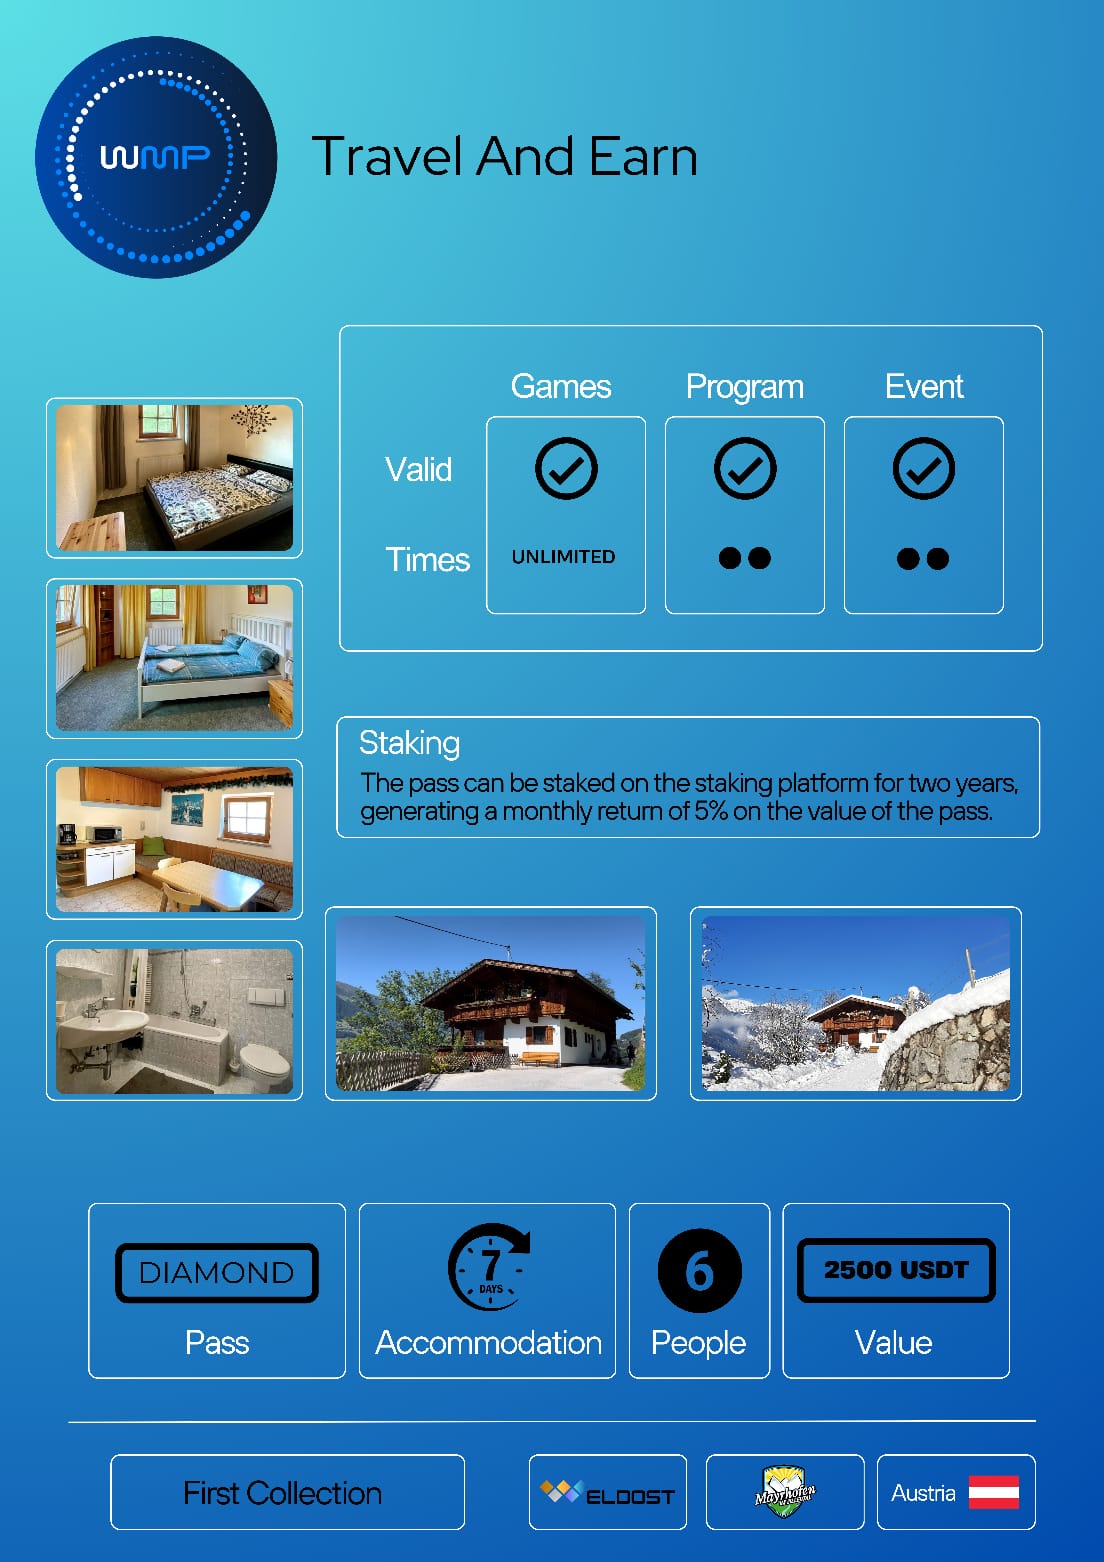 WMP
Travel And Earn
Games Program Event
Valid
Times UNLIMITED
Staking
The pass can be staked on the staking platform for two years,
generating a monthly return of 5% on the value of the pass.
DIAMOND
Pass
7
DAYS
Accommodation
6
People
2500 USDT
Value
First Collection
ELDOST
Mayrhofen
Austria